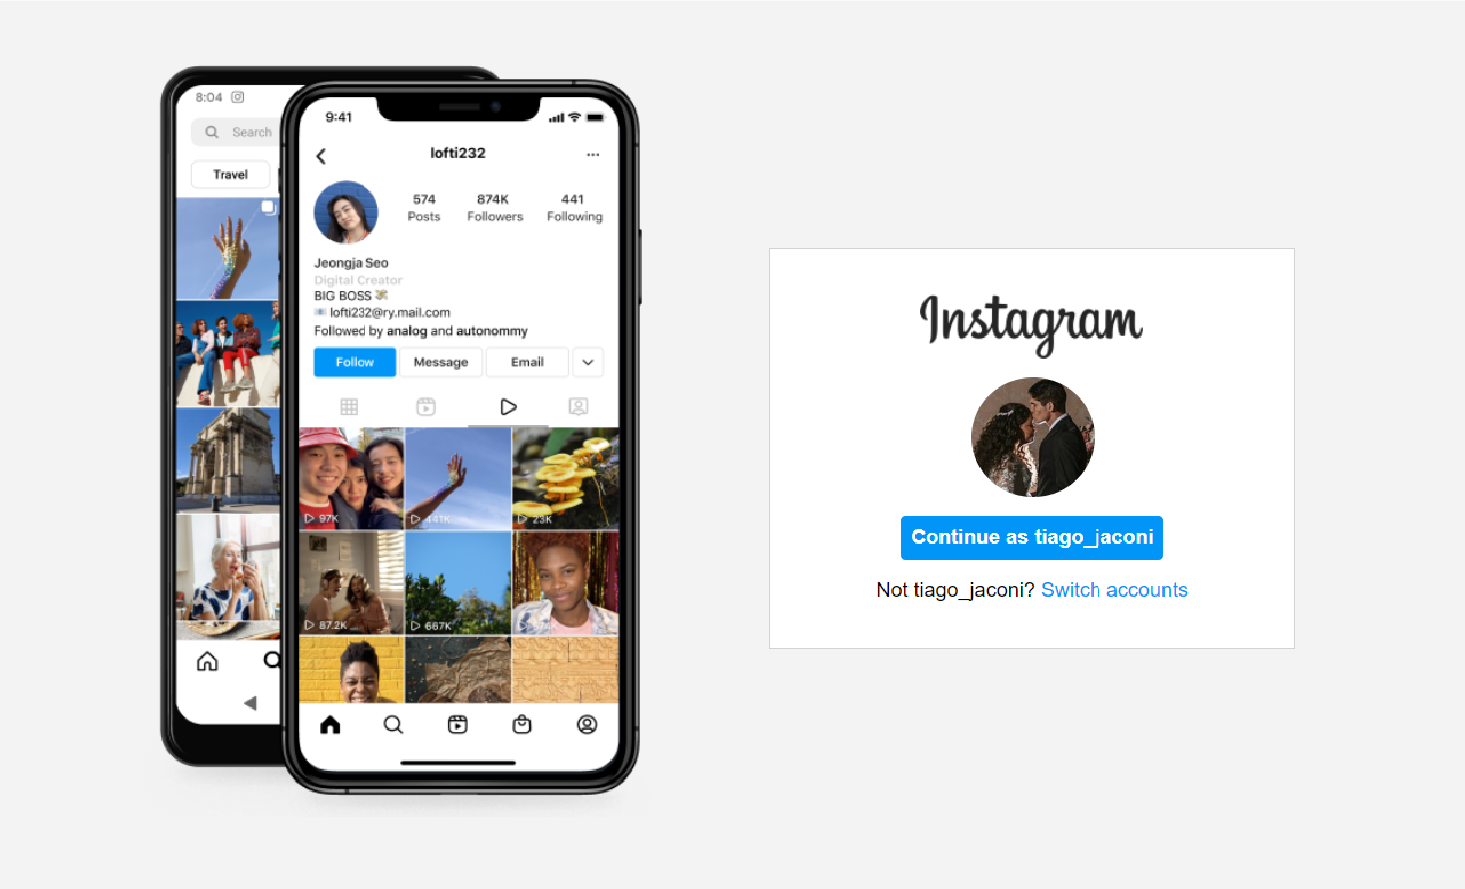 8:04
Search
Travel
9:41
lofti232
574 874K 441
Posts Followers Following
Jeongja Seo
Digital Creator
BIG BOSS
lofti232@ry.mail.com
Followed by analog and autonommy
Follow Message Email
97K 441K 23K
87.2K 667K
Instagram
Continue as tiago_jaconi
Not tiago_jaconi? Switch accounts